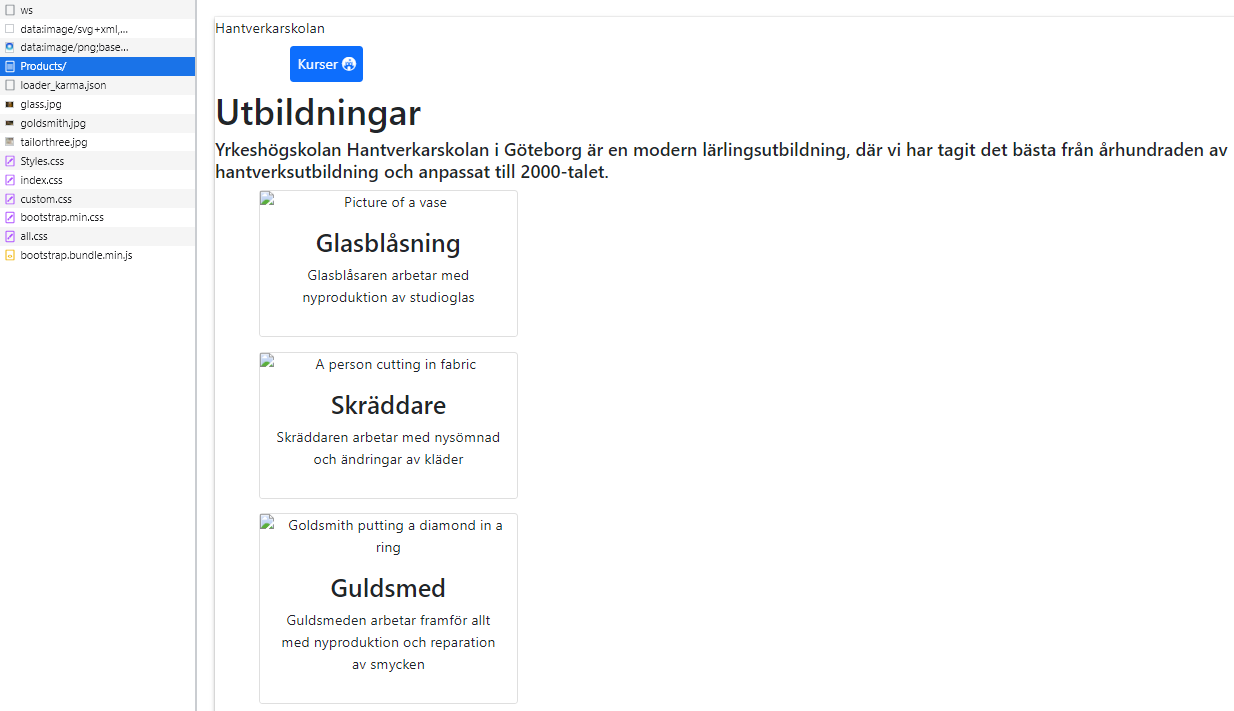 ws
data:image/svg+xml,...
data:image/png;base...
Products/
loader_karma.json
glass.jpg
goldsmith.jpg
tailorthree.jpg
Styles.css
index.css
custom.css
bootstrap.min.css
all.css
bootstrap.bundle.min.js
Hantverkarskolan
Kurser
Utbildningar
Yrkeshögskolan Hantverkarskolan i Göteborg är en modern lärlingsutbildning, där vi har tagit det bästa från århundraden av
hantverksutbildning och anpassat till 2000-talet.
Picture of a vase
Glasblåsning
Glasblåsaren arbetar med
nyproduktion av studioglas
A person cutting in fabric
Skräddare
Skräddaren arbetar med nysömnad
och ändringar av kläder
Goldsmith putting a diamond in a
ring
Guldsmed
Guldsmeden arbetar framför allt
med nyproduktion och reparation
av smycken